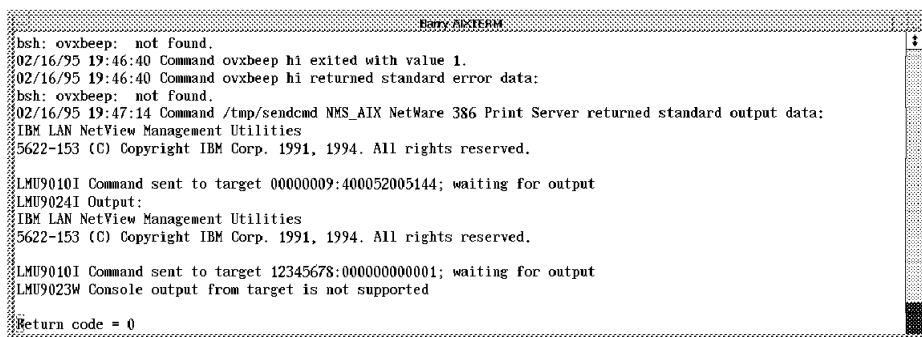 Barry AIXTERM
bsh: ovxbeep:  not found.
02/16/95 19:46:40 Command ovxbeep hi exited with value 1.
02/16/95 19:46:40 Command ovxbeep hi returned standard error data:
bsh: ovxbeep:  not found.
02/16/95 19:47:14 Command /tmp/sendcmd NMS_AIX NetWare 386 Print Server returned standard output data:
IBM LAN NetView Management Utilities
5622-153 (C) Copyright IBM Corp. 1991, 1994. All rights reserved.
LMU9010I Command sent to target 00000009:400052005144; waiting for output
LMU9024I Output:
IBM LAN NetView Management Utilities
5622-153 (C) Copyright IBM Corp. 1991, 1994. All rights reserved.
LMU9010I Command sent to target 12345678:000000000001; waiting for output
LMU9023W Console output from target is not supported
Return code = 0